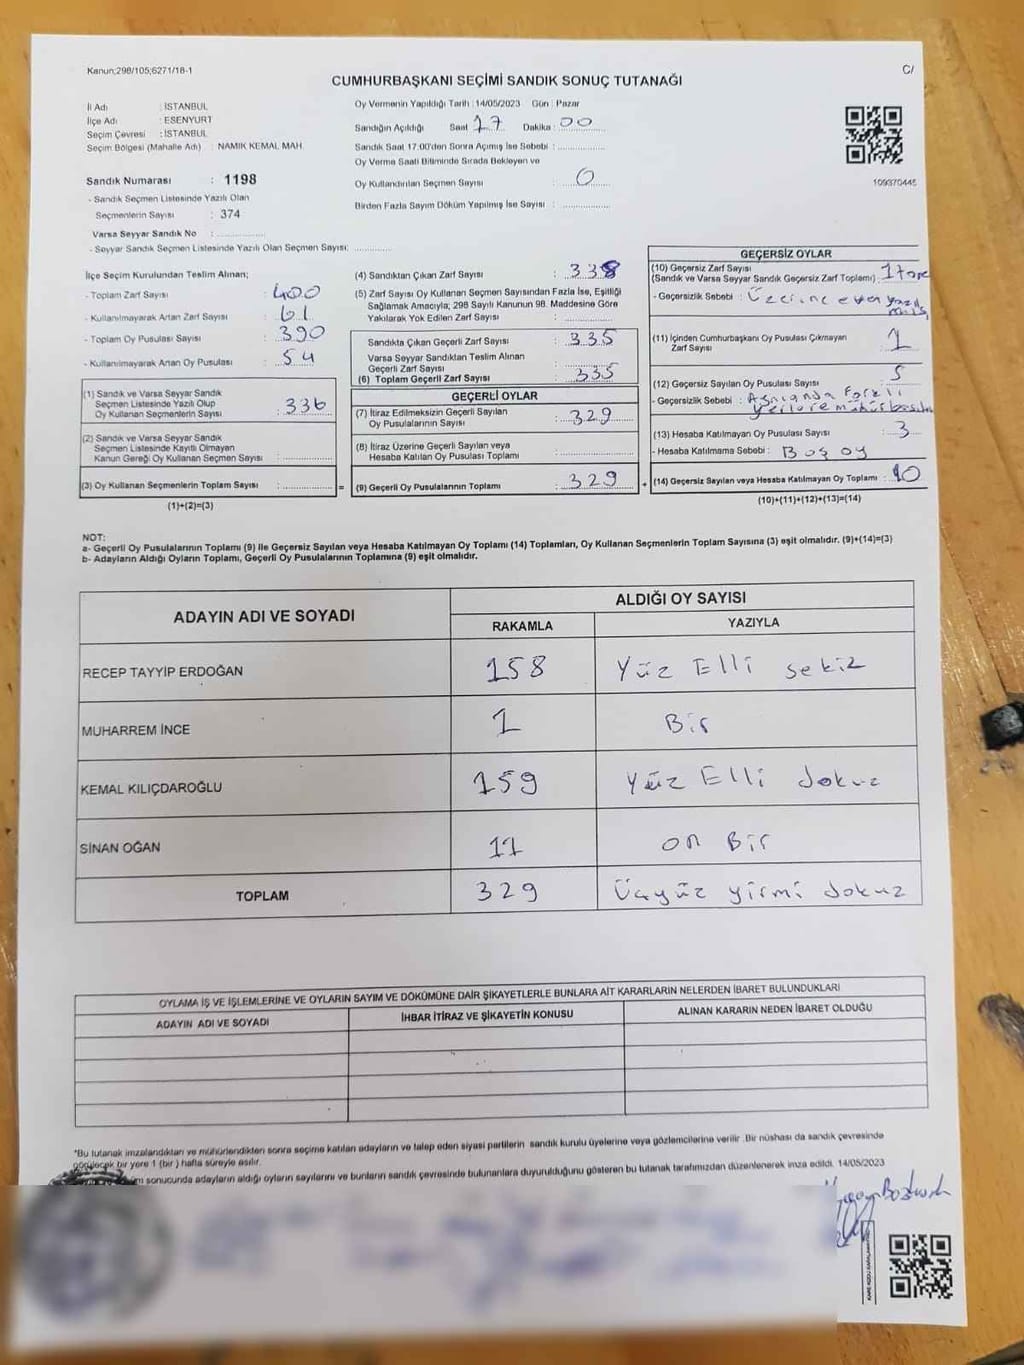 Kanun;298/105;6271/18-1
C/
CUMHURBAŞKANI SEÇİMİ SANDIK SONUÇ TUTANAĞI
İl Adı : İSTANBUL
İlçe Adı : ESENYURT
Seçim Çevresi : İSTANBUL
Seçim Bölgesi (Mahalle Adı) : NAMIK KEMAL MAH.
Sandık Numarası : 1198
- Sandık Seçmen Listesinde Yazılı Olan
Seçmenlerin Sayısı : 374
Varsa Seyyar Sandık No : ..............
- Seyyar Sandık Seçmen Listesinde Yazılı Olan Seçmen Sayısı: ............
Oy Vermenin Yapıldığı Tarih : 14/05/2023 Gün : Pazar
Sandığın Açıldığı Saat 17 Dakika : 00
Sandık Saat 17:00'den Sonra Açımış İse Sebebi : ..............
Oy Verme Saati Bitiminde Sırada Bekleyen ve
Oy Kullandırılan Seçmen Sayısı : 0
Birden Fazla Sayım Döküm Yapılmış İse Sayısı : ..............
109370445
İlçe Seçim Kurulundan Teslim Alınan;
- Toplam Zarf Sayısı : 400
- Kullanılmayarak Artan Zarf Sayısı : 61
- Toplam Oy Pusulası Sayısı : 390
- Kullanılmayarak Artan Oy Pusulası : 54
(1) Sandık ve Varsa Seyyar Sandık
Seçmen Listesinde Yazılı Olup
Oy Kullanan Seçmenlerin Sayısı : 336
(2) Sandık ve Varsa Seyyar Sandık
Seçmen Listesinde Kayıtlı Olmayan
Kanun Gereği Oy Kullanan Seçmen Sayısı : ..............
(3) Oy Kullanan Seçmenlerin Toplam Sayısı : .............. =
(1)+(2)=(3)
(4) Sandıktan Çıkan Zarf Sayısı : 338
(5) Zarf Sayısı Oy Kullanan Seçmen Sayısından Fazla İse, Eşitliği
Sağlamak Amacıyla, 298 Sayılı Kanunun 98. Maddesine Göre
Yakılarak Yok Edilen Zarf Sayısı : ..............
Sandıkta Çıkan Geçerli Zarf Sayısı : 335
Varsa Seyyar Sandıktan Teslim Alınan
Geçerli Zarf Sayısı : ..............
(6) Toplam Geçerli Zarf Sayısı : 335
GEÇERLİ OYLAR
(7) İtiraz Edilmeksizin Geçerli Sayılan
Oy Pusulalarının Sayısı : 329
(8) İtiraz Üzerine Geçerli Sayılan veya
Hesaba Katılan Oy Pusulası Toplamı : ..............
(9) Geçerli Oy Pusulalarının Toplamı : 329 +
GEÇERSİZ OYLAR
(10) Geçersiz Zarf Sayısı
(Sandık ve Varsa Seyyar Sandık Geçersiz Zarf Toplamı) : 1 tane
- Geçersizlik Sebebi : Üzerine
(11) İçinden Cumhurbaşkanı Oy Pusulası Çıkmayan
Zarf Sayısı : 1
(12) Geçersiz Sayılan Oy Pusulası Sayısı : 5
- Geçersizlik Sebebi : farklı
yerlere mühür
(13) Hesaba Katılmayan Oy Pusulası Sayısı : 3
- Hesaba Katılmama Sebebi : Boş oy
(14) Geçersiz Sayılan veya Hesaba Katılmayan Oy Toplamı : 10
(10)+(11)+(12)+(13)=(14)
NOT:
a- Geçerli Oy Pusulalarının Toplamı (9) ile Geçersiz Sayılan veya Hesaba Katılmayan Oy Toplamı (14) Toplamları, Oy Kullanan Seçmenlerin Toplam Sayısına (3) eşit olmalıdır. (9)+(14)=(3)
b- Adayların Aldığı Oyların Toplamı, Geçerli Oy Pusulalarının Toplamına (9) eşit olmalıdır.
ADAYIN ADI VE SOYADI ALDIĞI OY SAYISI
RAKAMLA YAZIYLA
RECEP TAYYİP ERDOĞAN 158 Yüz Elli sekiz
MUHARREM İNCE 1 Bir
KEMAL KILIÇDAROĞLU 159 Yüz Elli dokuz
SİNAN OĞAN 11 on Bir
TOPLAM 329 Üçyüz yirmi dokuz
OYLAMA İŞ VE İŞLEMLERİNE VE OYLARIN SAYIM VE DÖKÜMÜNE DAİR ŞİKAYETLERLE BUNLARA AİT KARARLARIN NELERDEN İBARET BULUNDUKLARI
ADAYIN ADI VE SOYADI İHBAR İTİRAZ VE ŞİKAYETİN KONUSU ALINAN KARARIN NEDEN İBARET OLDUĞU
*Bu tutanak imzalandıktan ve mühürlendikten sonra seçime katılan adayların ve talep eden siyasi partilerin sandık kurulu üyelerine veya gözlemcilerine verilir. Bir nüshası da sandık çevresinde
görülecek bir yere 1 (bir) hafta süreyle asılır.
sonucunda adayların aldığı oyların sayılarını ve bunların sandık çevresinde bulunanlara duyurulduğunu gösteren bu tutanak tarafımızdan düzenlenerek imza edildi. 14/05/2023